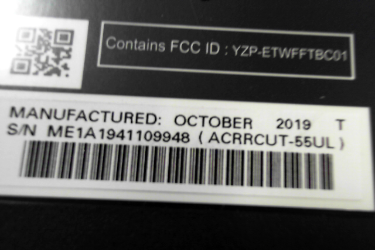 Contains FCC ID : YZP-ETWFFTBC01
MANUFACTURED: OCTOBER 2019 T
S/N ME1A1941109948 ( ACRRCUT-55UL )